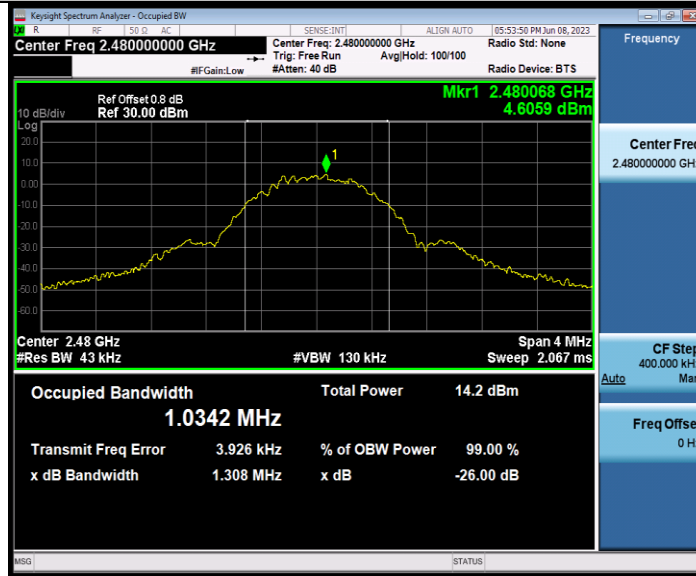 Keysight Spectrum Analyzer - Occupied BW
LXI R RF 50 Ω AC SENSE:INT ALIGN AUTO 05:53:50 PM Jun 08, 2023
Center Freq 2.480000000 GHz
Center Freq: 2.480000000 GHz Radio Std: None
Trig: Free Run Avg|Hold: 100/100
#IFGain:Low #Atten: 40 dB Radio Device: BTS
Frequency
Mkr1 2.480068 GHz
4.6059 dBm
Ref Offset 0.8 dB
10 dB/div Ref 30.00 dBm
Log
20.0
10.0
0.00
-10.0
-20.0
-30.0
-40.0
-50.0
-60.0
1
Center Freq
2.480000000 GHz
Center 2.48 GHz Span 4 MHz
#Res BW 43 kHz #VBW 130 kHz Sweep 2.067 ms
CF Step
400.000 kHz
Auto Man
Occupied Bandwidth Total Power 14.2 dBm
1.0342 MHz
Transmit Freq Error 3.926 kHz % of OBW Power 99.00 %
x dB Bandwidth 1.308 MHz x dB -26.00 dB
Freq Offse
0 H
MSG STATUS